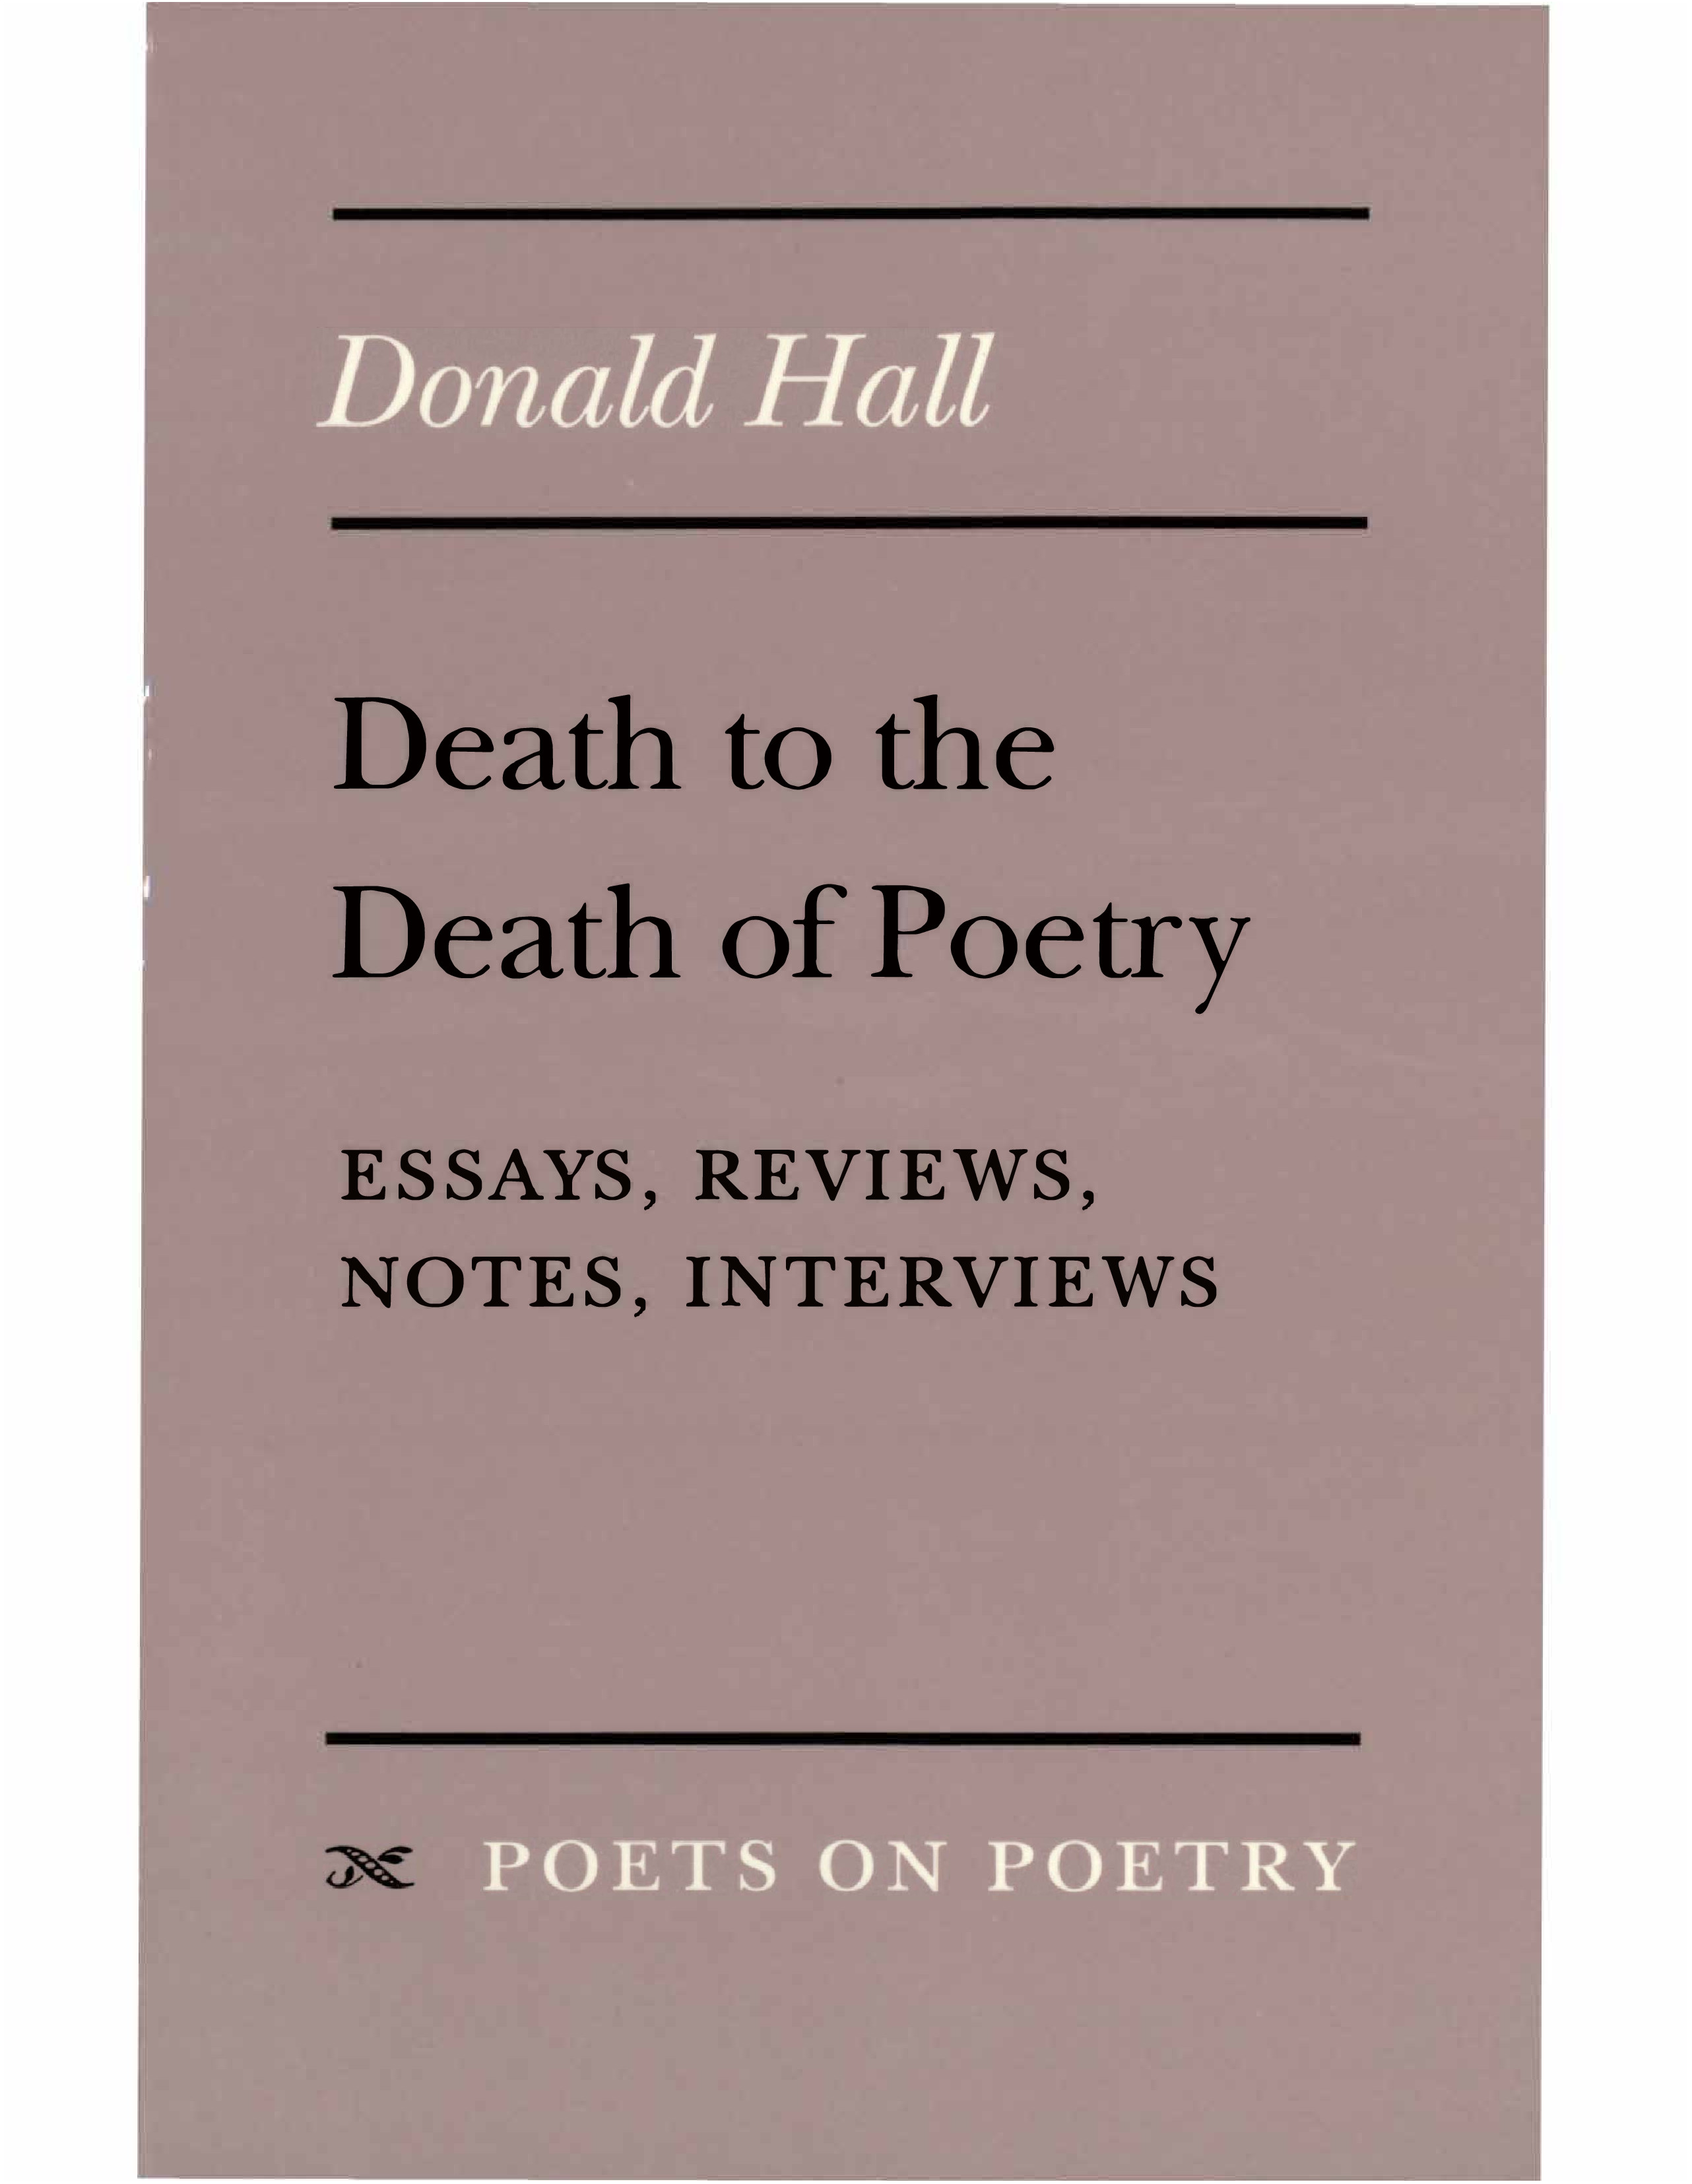 Donald Hall
Death to the
Death of Poetry
ESSAYS, REVIEWS,
NOTES, INTERVIEWS
POETS ON POETRY